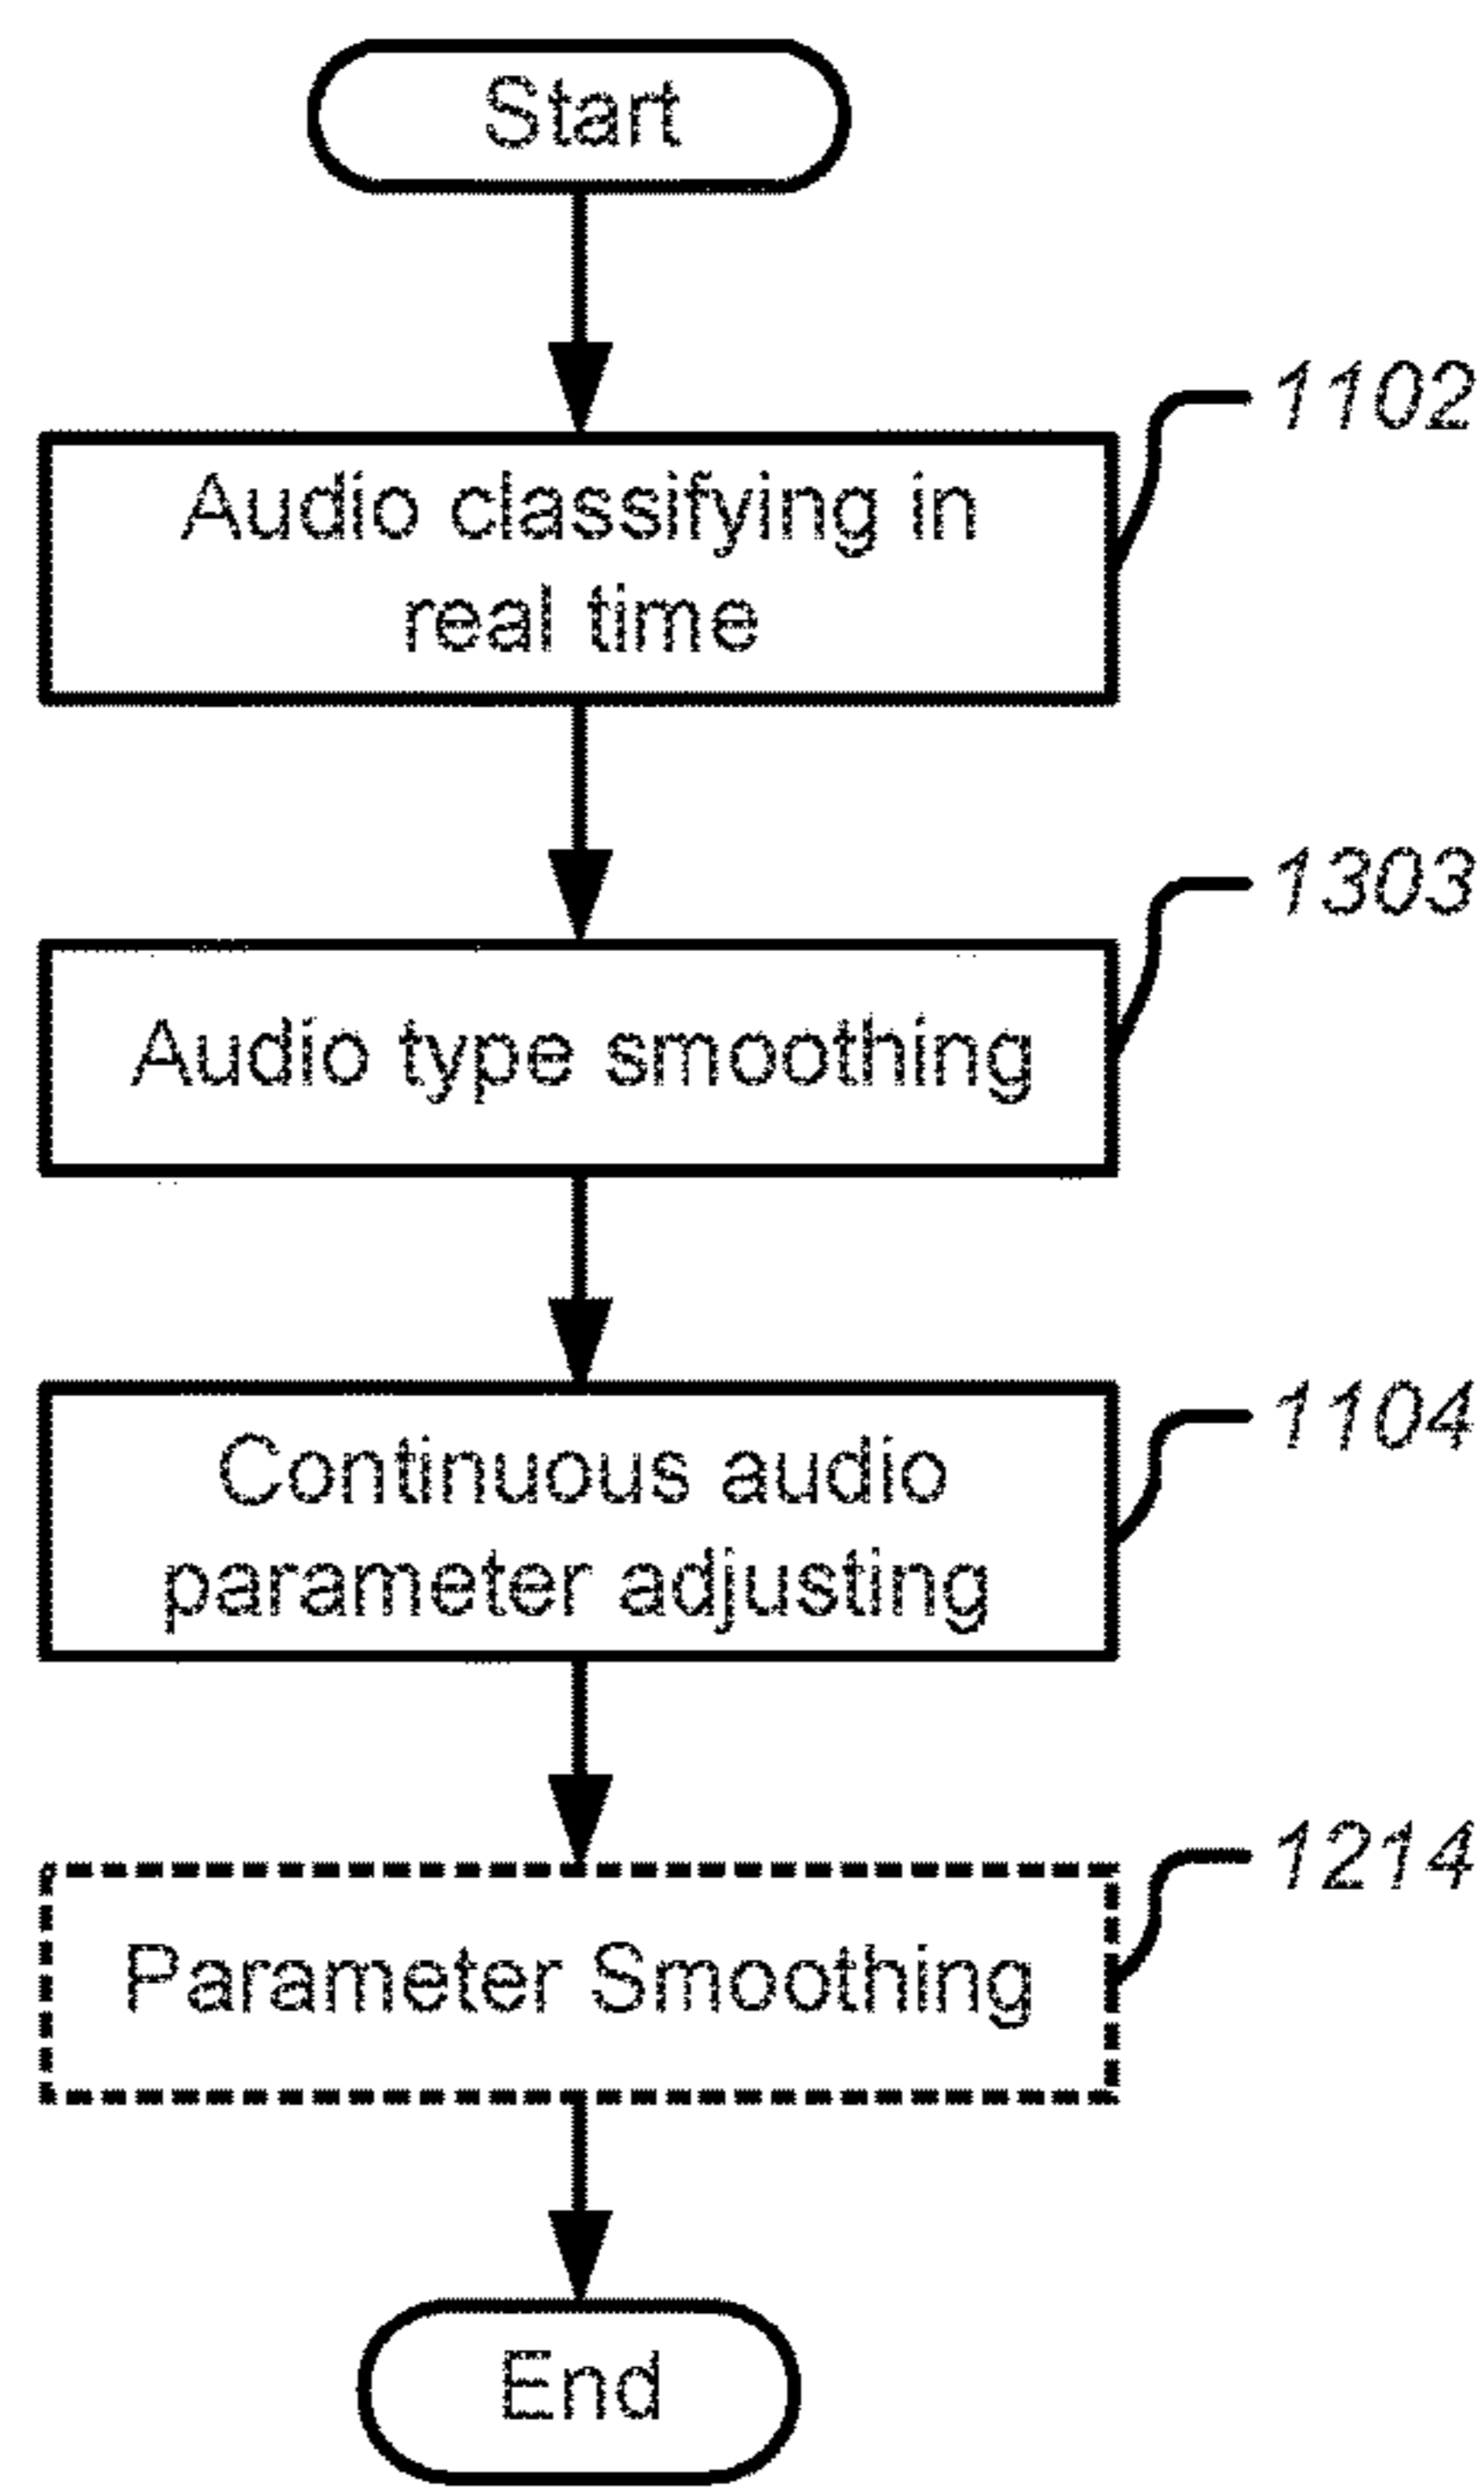 Start
1102
Audio classifying in
real time
1303
Audio type smoothing
1104
Continuous audio
parameter adjusting
1214
Parameter Smoothing
End